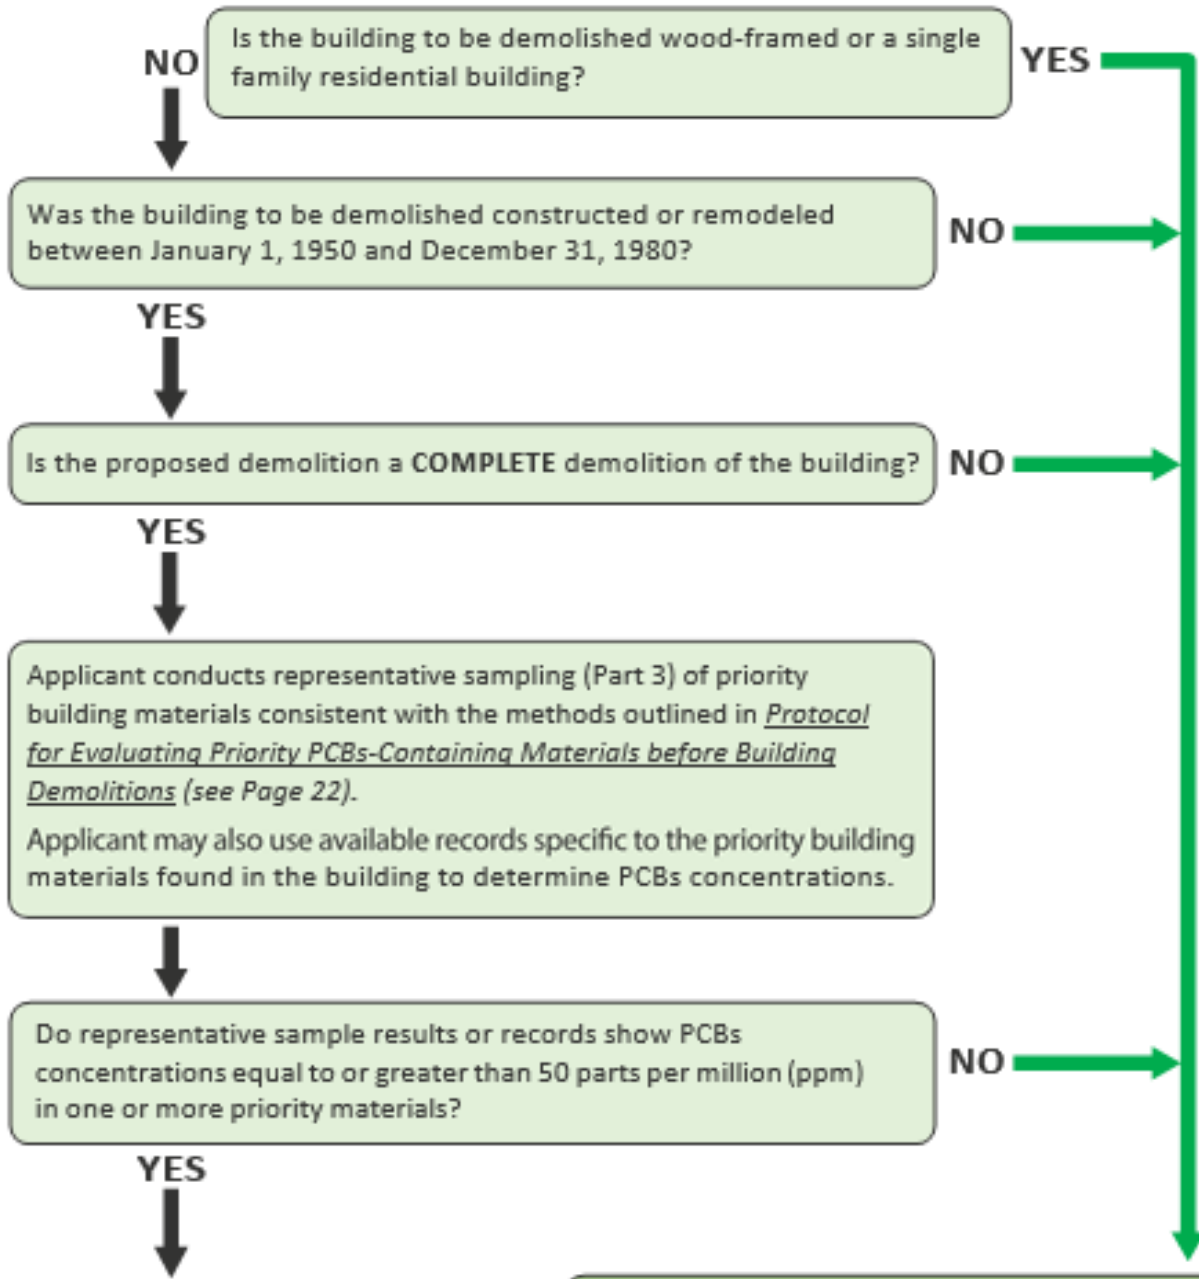 Is the building to be demolished wood-framed or a single
family residential building?
NO
YES
Was the building to be demolished constructed or remodeled
between January 1, 1950 and December 31, 1980?
NO
YES
Is the proposed demolition a COMPLETE demolition of the building?
NO
YES
Applicant conducts representative sampling (Part 3) of priority
building materials consistent with the methods outlined in Protocol
for Evaluating Priority PCBs-Containing Materials before Building
Demolitions (see Page 22).
Applicant may also use available records specific to the priority building
materials found in the building to determine PCBs concentrations.
Do representative sample results or records show PCBs
concentrations equal to or greater than 50 parts per million (ppm)
in one or more priority materials?
NO
YES